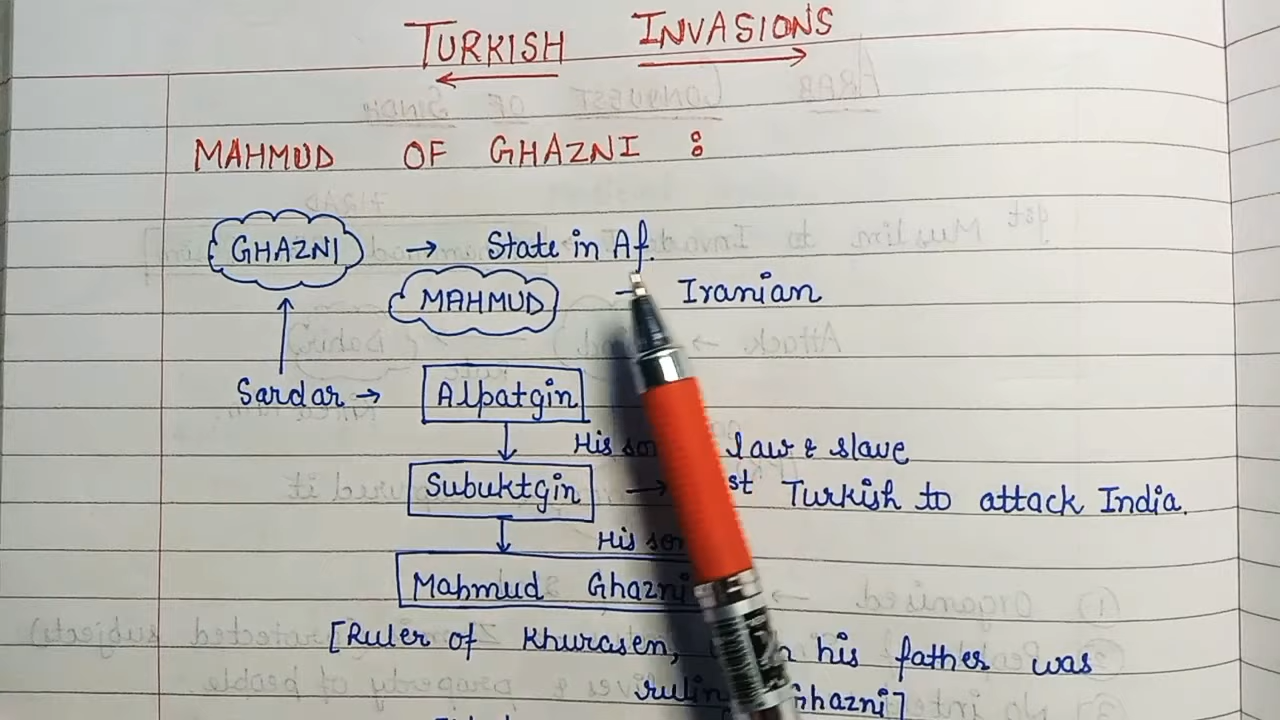 TURKISH INVASIONS
MAHMUD OF GHAZNI :
GHAZNI → State in Af.
MAHMUD → Iranian
Sardar → Alpatgin
His law & slave
Subuktgin → st Turkish to attack India.
His
Mahmud Ghazni
[Ruler of Khurasen, his father was
Ghazni]